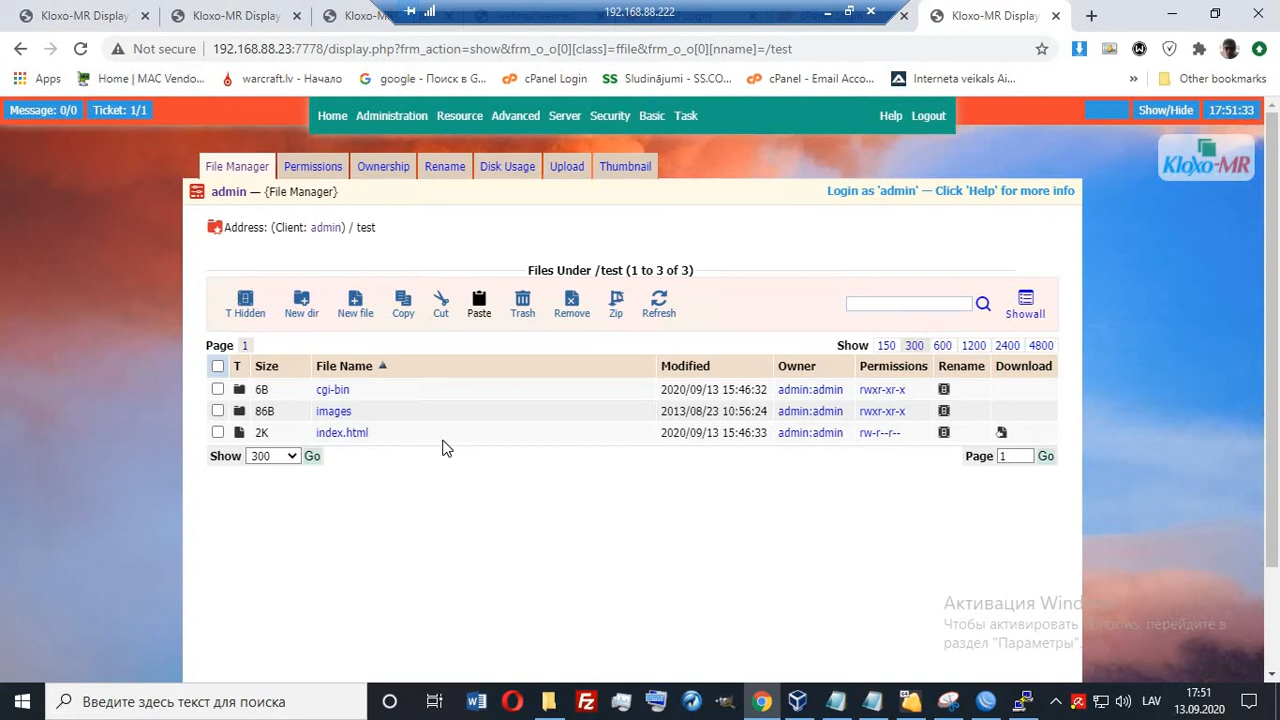 Kloxo-MR Display
Kloxo-MR Display
Kloxo-MR D
192.168.88.222
Kloxo-MR Display
Not secure
192.168.88.23:7778/display.php?frm_action=show&frm_o_o[0][class]=ffile&frm_o_o[0][nname]=/test
Apps
Home | MAC Vendo...
warcraft.lv - Начало
google - Поиск в G...
cPanel Login
Sludinājumi - SS.CO...
cPanel - Email Acco...
Interneta veikals Ai...
»
Other bookmarks
Message: 0/0
Ticket: 1/1
Home Administration Resource Advanced Server Security Basic Task
Help Logout
Show/Hide
17:51:33
Kloxo-MR
File Manager
Permissions
Ownership
Rename
Disk Usage
Upload
Thumbnail
admin — {File Manager}
Login as 'admin' — Click 'Help' for more info
Address: (Client: admin) / test
Files Under /test (1 to 3 of 3)
T Hidden
New dir
New file
Copy
Cut
Paste
Trash
Remove
Zip
Refresh
Showall
Page 1
Show 150 300 600 1200 2400 4800
T Size File Name Modified Owner Permissions Rename Download
6B cgi-bin 2020/09/13 15:46:32 admin:admin rwxr-xr-x
86B images 2013/08/23 10:56:24 admin:admin rwxr-xr-x
2K index.html 2020/09/13 15:46:33 admin:admin rw-r--r--
Show 300 Go
Page 1 Go
Активация Wind
Чтобы активировать Windows, перейдите в
раздел "Параметры".
Введите здесь текст для поиска
LAV
17:51
13.09.2020